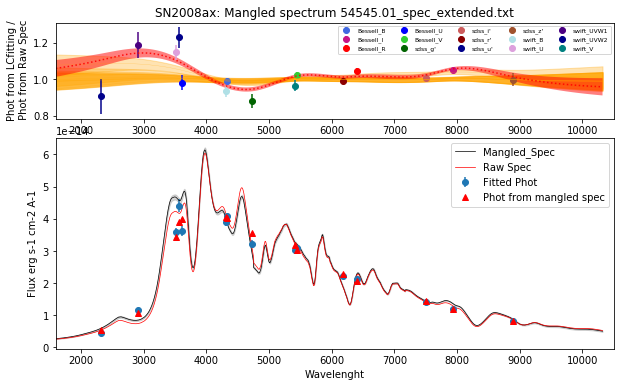 SN2008ax: Mangled spectrum 54545.01_spec_extended.txt
Phot from LCfitting /
Phot from Raw Spec
1.2
1.0
0.8
Bessell_B
Bessell_I
Bessell_R
Bessell_U
Bessell_V
sdss_g'
sdss_i'
sdss_r'
sdss_u'
sdss_z'
swift_B
swift_U
swift_UVW1
swift_UVW2
swift_V
2000 3000 4000 5000 6000 7000 8000 9000 10000
1e−14
Flux erg s-1 cm-2 A-1
6
5
4
3
2
1
0
Mangled_Spec
Raw Spec
Fitted Phot
Phot from mangled spec
2000 3000 4000 5000 6000 7000 8000 9000 10000
Wavelenght